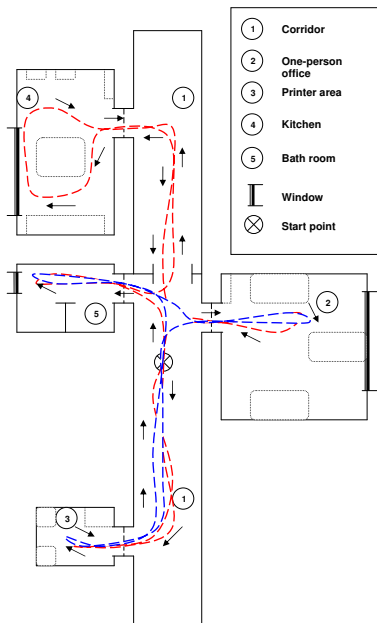 1 Corridor
2 One-person
office
3 Printer area
4 Kitchen
5 Bath room
Window
Start point
4
1
2
5
1
3